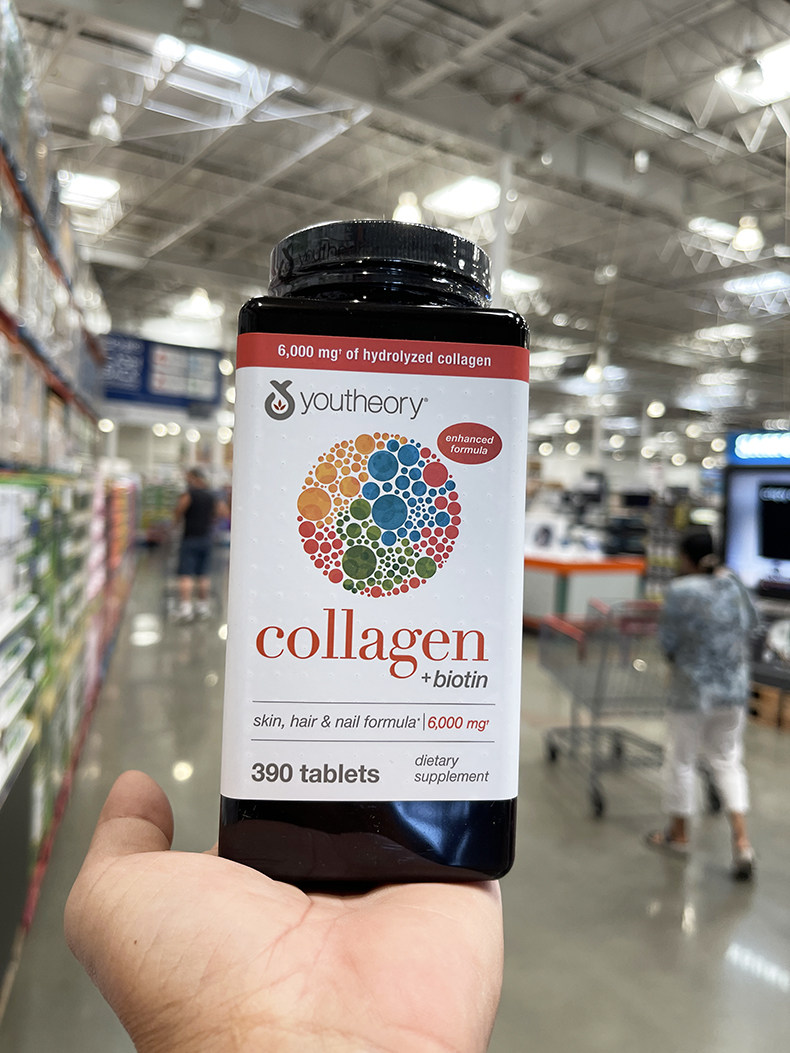 6,000 mg† of hydrolyzed collagen
youtheory®
enhanced
formula
collagen
+biotin
skin, hair & nail formula* | 6,000 mg†
390 tablets
dietary
supplement